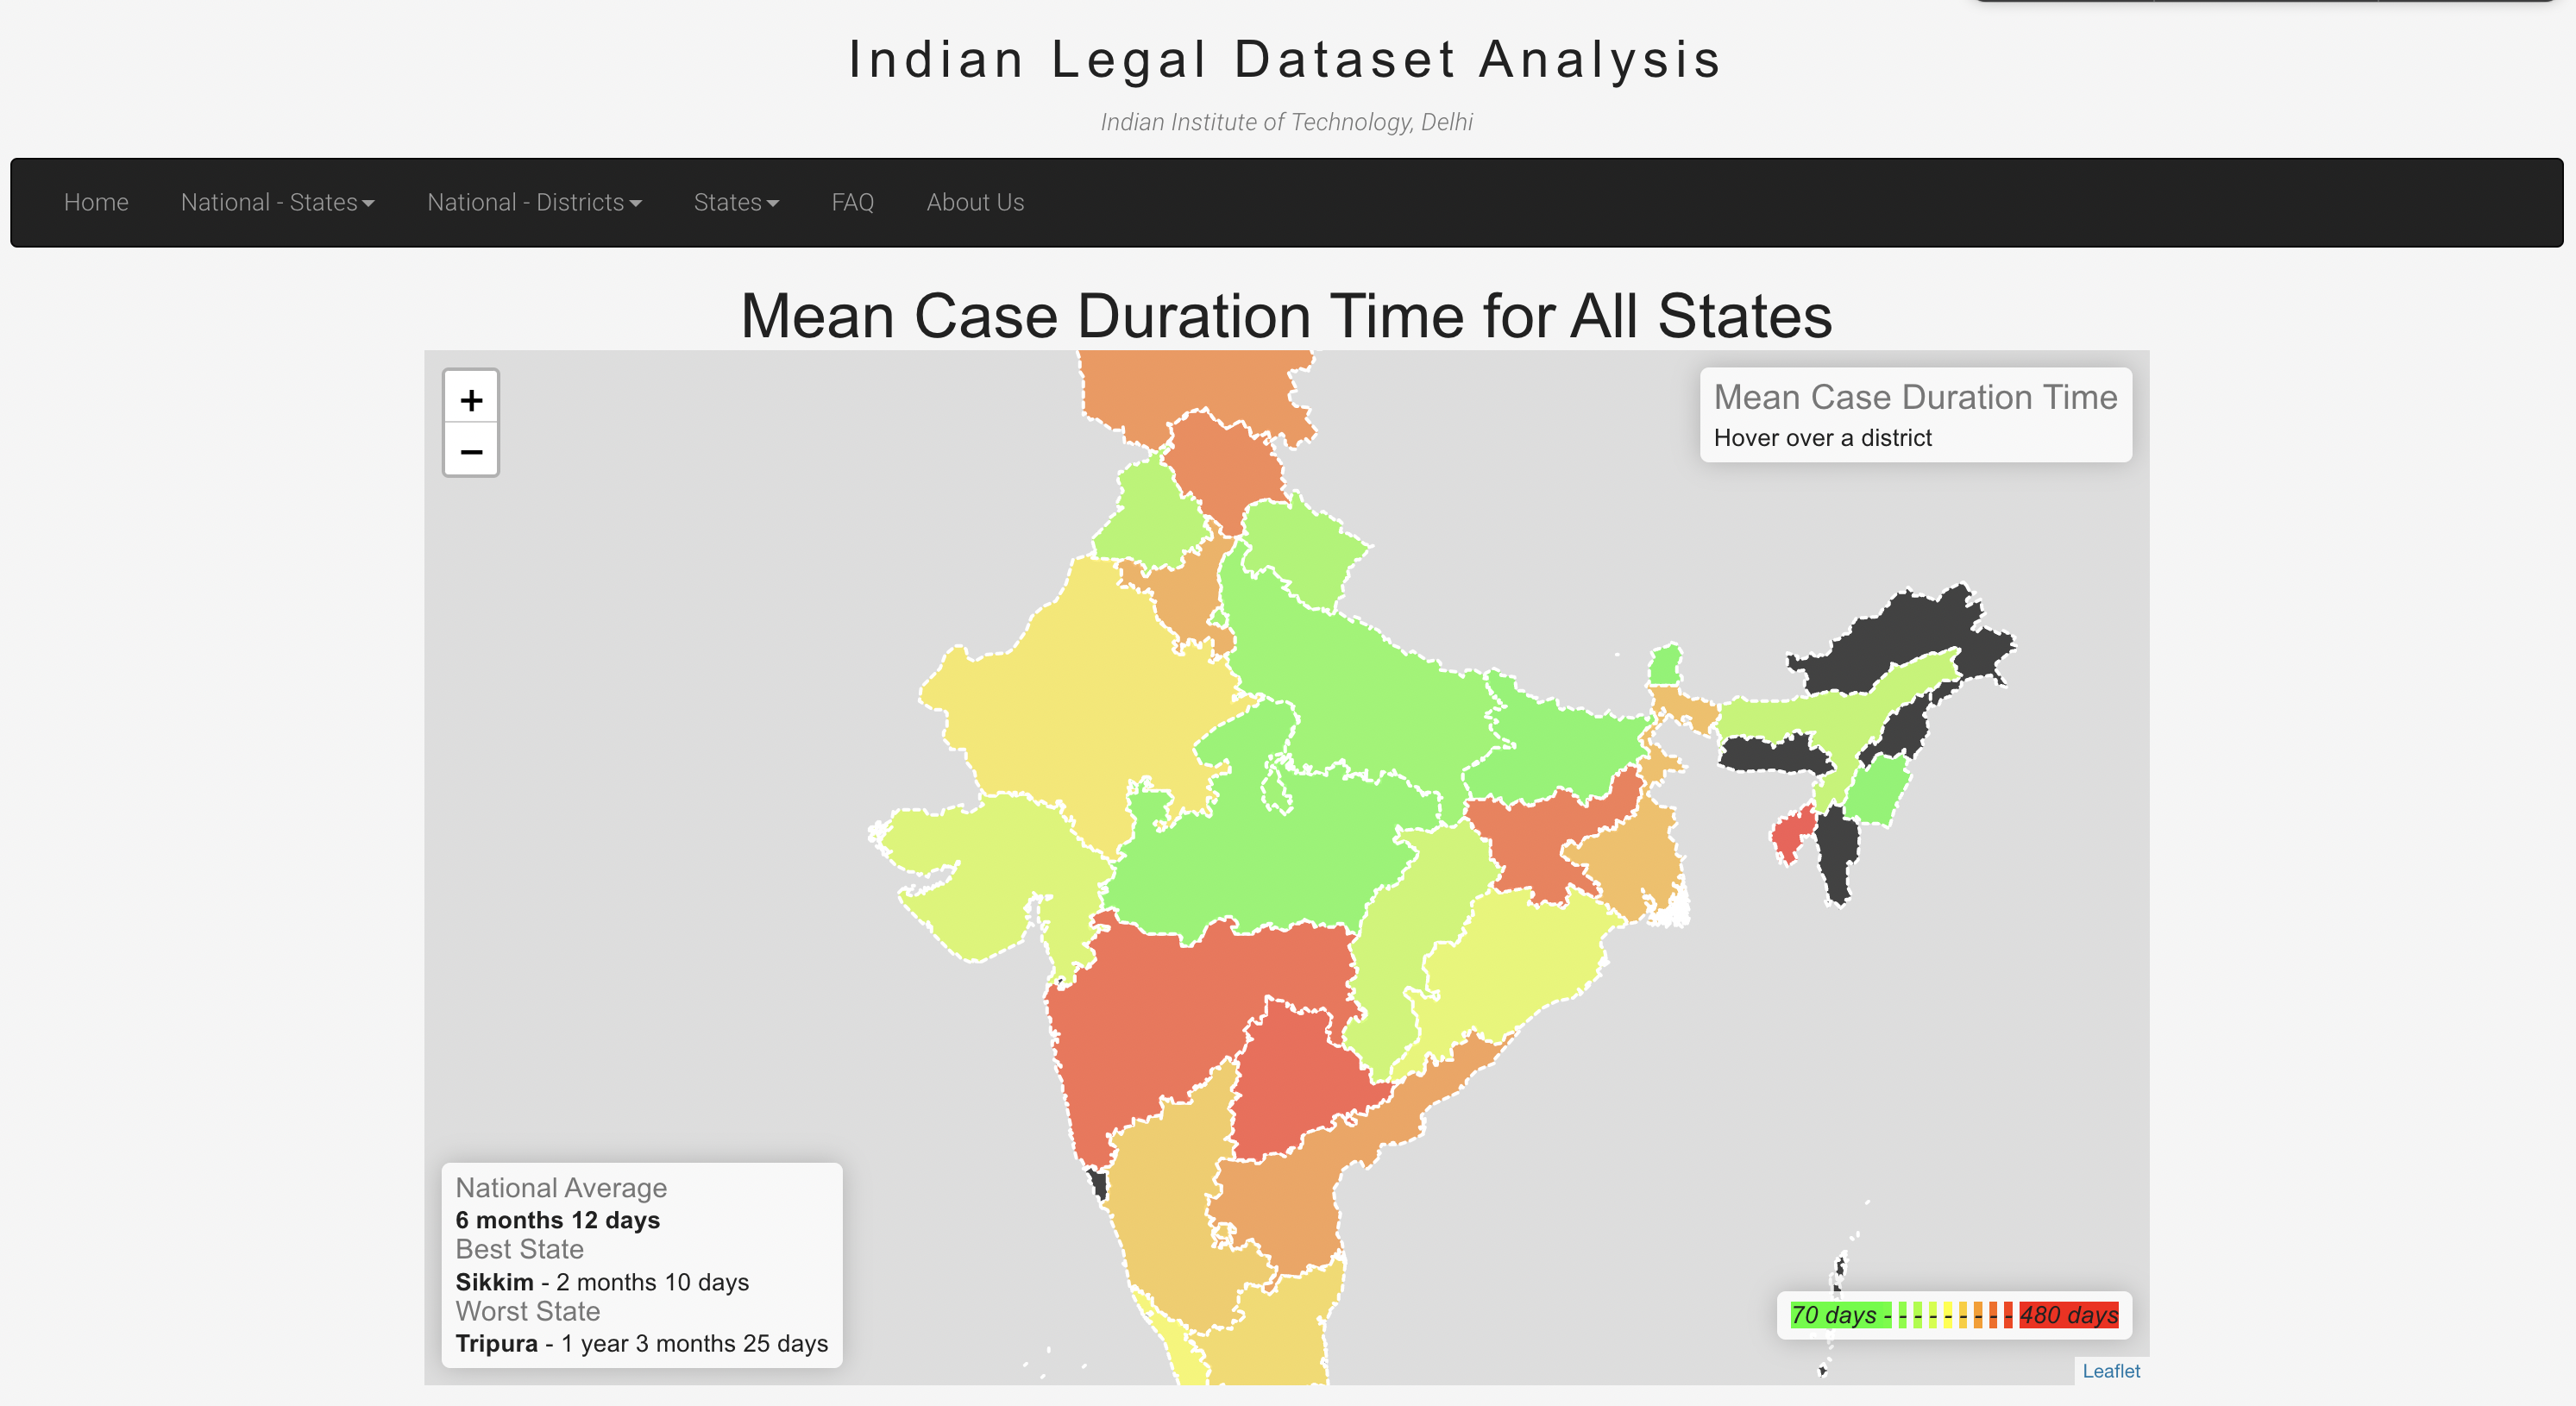 Indian Legal Dataset Analysis
Indian Institute of Technology, Delhi
Home National - States National - Districts States FAQ About Us
Mean Case Duration Time for All States
+
−
Mean Case Duration Time
Hover over a district
National Average
6 months 12 days
Best State
Sikkim - 2 months 10 days
Worst State
Tripura - 1 year 3 months 25 days
70 days - - - - - - - - - 480 days
Leaflet